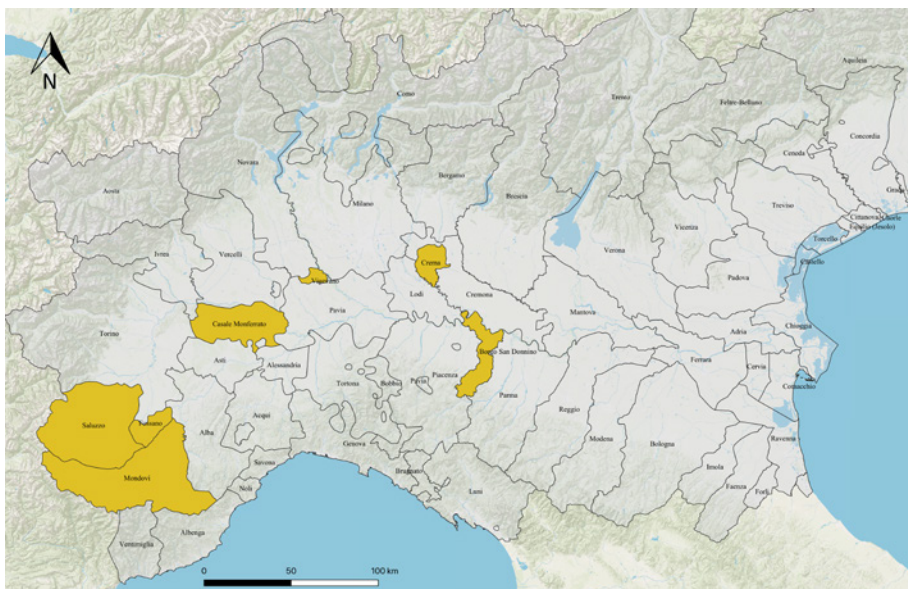 N
Aquileia
Como
Trento
Feltre-Belluno
Concordia
Ceneda
Novara
Bergamo
Aosta
Brescia
Grado
Milano
Treviso
Cittanova
Equilio (Jesolo)
Vicenza
Torcello
Ivrea
Vercelli
Verona
Crema
Padova
Vigevano
Lodi
Cremona
Pavia
Mantova
Casale Monferrato
Chioggia
Torino
Adria
Asti
Borgo San Donnino
Ferrara
Alessandria
Cervia
Piacenza
Tortona
Bobbio
Pavia
Comacchio
Parma
Acqui
Reggio
Saluzzo
Fossano
Alba
Modena
Ravenna
Genova
Bologna
Savona
Imola
Brugnato
Mondovì
Noli
Luni
Faenza
Forlì
Albenga
Ventimiglia
0 50 100 km